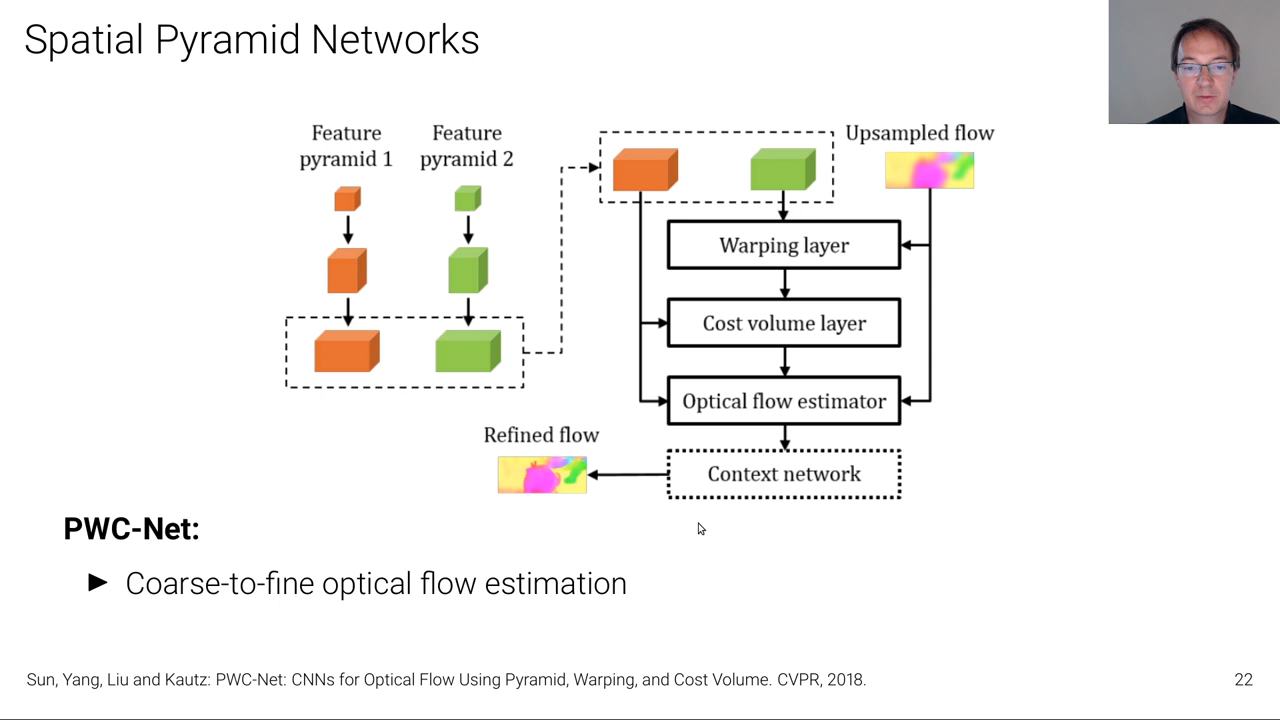 Spatial Pyramid Networks
Feature
pyramid 1
Feature
pyramid 2
Upsampled flow
Warping layer
Cost volume layer
Optical flow estimator
Refined flow
Context network
PWC-Net:
► Coarse-to-fine optical flow estimation
Sun, Yang, Liu and Kautz: PWC-Net: CNNs for Optical Flow Using Pyramid, Warping, and Cost Volume. CVPR, 2018.
22